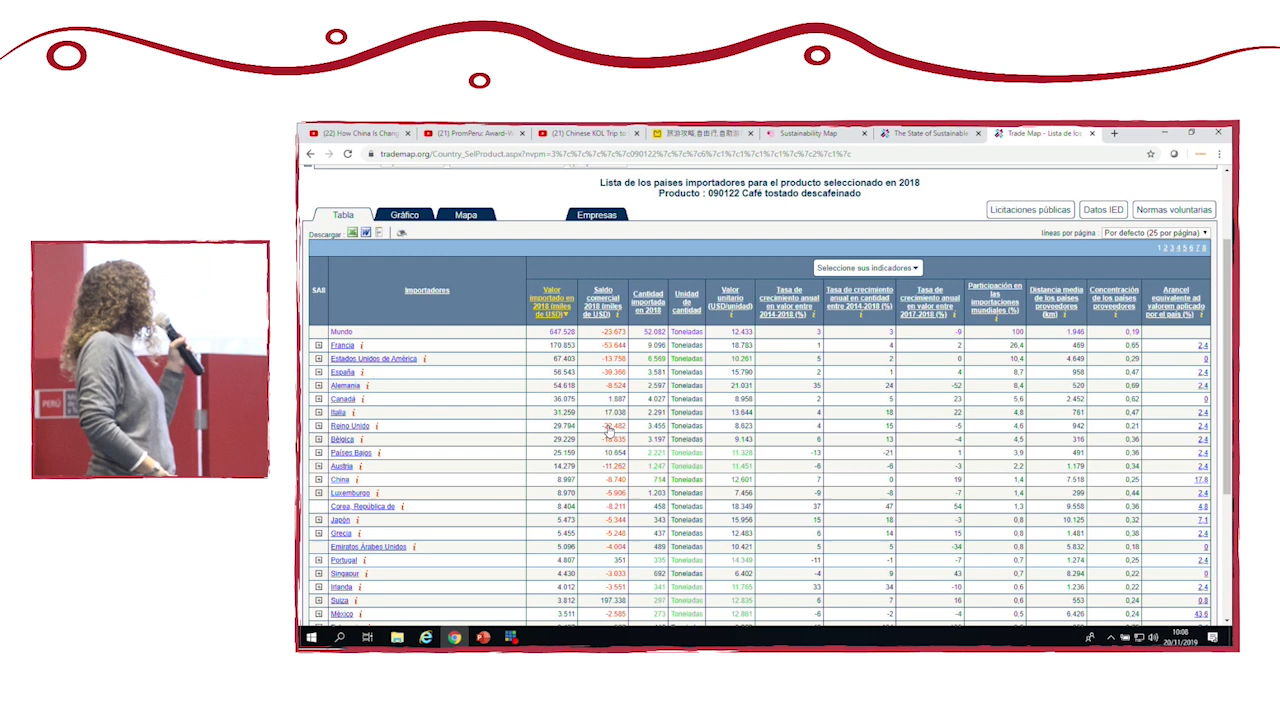 (22) How China Is Chang
(21) PromPeru: Award-W
(21) Chinese KOL Trip to
旅游攻略,自由行,自助游
Sustainability Map
The State of Sustainable
Trade Map - Lista de los
trademap.org/Country_SelProduct.aspx?nvpm=3%7c%7c%7c%7c%7c090122%7c%7c%7c6%7c1%7c1%7c1%7c1%7c%7c2%7c1%7c
Lista de los países importadores para el producto seleccionado en 2018
Producto : 090122 Café tostado descafeinado
Tabla Gráfico Mapa Empresas
Licitaciones públicas Datos IED Normas voluntarias
Descargar:
líneas por página : Por defecto (25 por página)
1 2 3 4 5 6 7 8
Seleccione sus indicadores
SA8 Importadores
Valor importado en 2018 (miles de USD)
Saldo comercial 2018 (miles de USD) i
Cantidad importada en 2018
Unidad de cantidad
Valor unitario (USD/unidad) i
Tasa de crecimiento anual en valor entre 2014-2018 (%) i
Tasa de crecimiento anual en cantidad entre 2014-2018 (%) i
Tasa de crecimiento anual en valor entre 2017-2018 (%) i
Participación en las importaciones mundiales (%) i
Distancia media de los países proveedores (km) i
Concentración de los países proveedores i
Arancel equivalente ad valorem aplicado por el país (%) i
Mundo 647.528 -23.673 52.082 Toneladas 12.433 3 3 -9 100 1.946 0,19
Francia i 170.853 -53.644 9.096 Toneladas 18.783 1 4 2 26,4 469 0,65 2,4
Estados Unidos de América i 67.403 -13.758 6.569 Toneladas 10.261 5 2 0 10,4 4.649 0,29 0
España i 56.543 -39.366 3.581 Toneladas 15.790 2 1 4 8,7 958 0,47 2,4
Alemania i 54.618 -8.524 2.597 Toneladas 21.031 35 24 -52 8,4 520 0,69 2,4
Canadá i 36.075 1.887 4.027 Toneladas 8.958 2 5 23 5,6 2.452 0,62 0
Italia i 31.259 17.038 2.291 Toneladas 13.644 4 18 22 4,8 761 0,47 2,4
Reino Unido i 29.794 3.455 Toneladas 8.623 4 15 -5 4,6 942 0,21 2,4
Bélgica i 29.229 3.197 Toneladas 9.143 6 13 -4 4,5 316 0,36 2,4
Países Bajos i 25.159 10.654 2.221 Toneladas 11.328 -13 -21 1 3,9 491 0,36 2,4
Austria i 14.279 -11.262 1.247 Toneladas 11.451 -6 -6 -3 2,2 1.179 0,34 2,4
China i 8.997 -8.740 714 Toneladas 12.601 7 0 19 1,4 7.518 0,25 17,8
Luxemburgo i 8.970 -5.906 1.203 Toneladas 7.456 -9 -8 -7 1,4 299 0,44 2,4
Corea, República de i 8.404 -8.211 458 Toneladas 18.349 37 47 54 1,3 9.558 0,36 4,8
Japón i 5.473 -5.344 343 Toneladas 15.956 15 18 -3 0,8 10.125 0,32 7,1
Grecia i 5.455 -5.248 437 Toneladas 12.483 6 14 15 0,8 1.481 0,38 2,4
Emiratos Árabes Unidos i 5.096 -4.004 489 Toneladas 10.421 5 5 -34 0,8 5.832 0,18 0
Portugal i 4.807 351 335 Toneladas 14.349 -11 -1 -7 0,7 1.274 0,25 2,4
Singapur i 4.430 -3.033 692 Toneladas 6.402 -4 9 43 0,7 8.294 0,22 0
Irlanda i 4.012 -3.551 341 Toneladas 11.765 33 34 -10 0,6 1.236 0,22 2,4
Suiza i 3.812 197.338 297 Toneladas 12.835 6 7 16 0,6 553 0,24 0,8
México i 3.511 -2.585 273 Toneladas 12.861 -6 -2 -4 0,5 6.426 0,24 43,6
10:08
20/11/2019
PERÚ